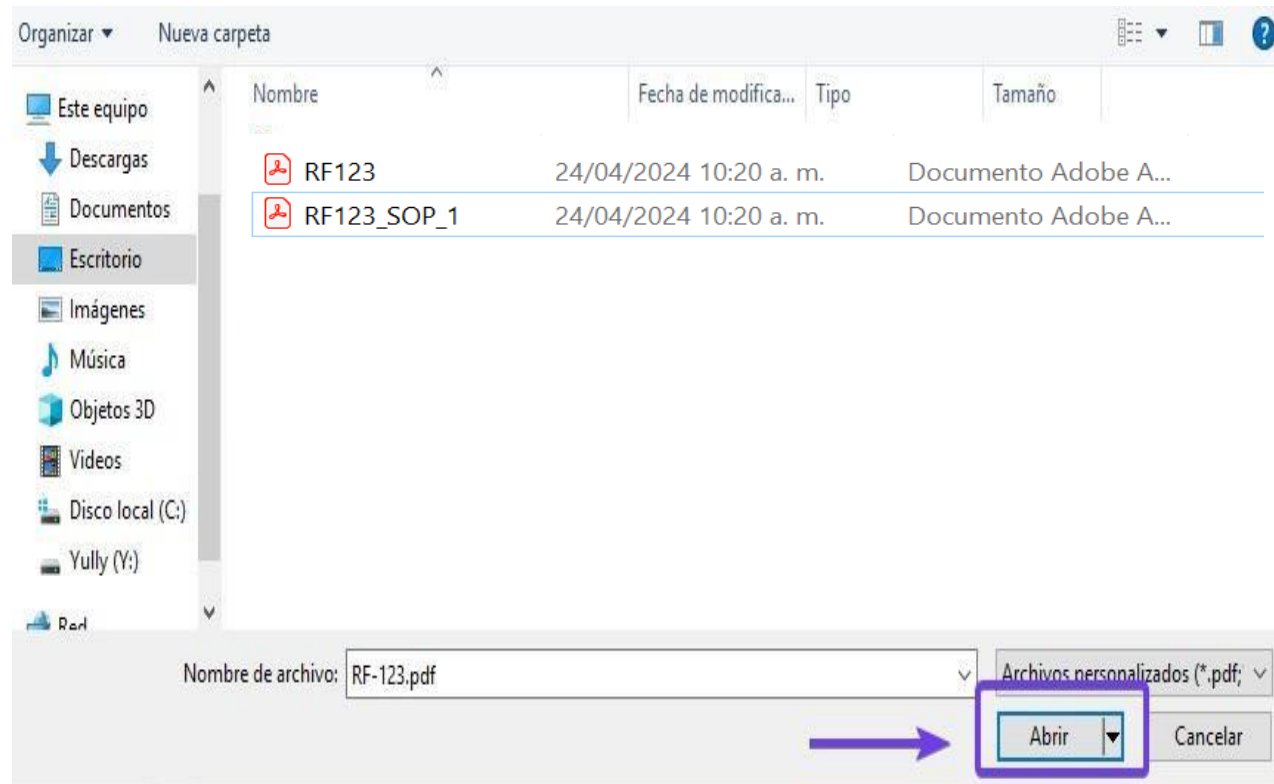 Organizar Nueva carpeta
Nombre Fecha de modifica... Tipo Tamaño
Este equipo
Descargas
Documentos
Escritorio
Imágenes
Música
Objetos 3D
Videos
Disco local (C:)
Yully (Y:)
Red
RF123 24/04/2024 10:20 a. m. Documento Adobe A...
RF123_SOP_1 24/04/2024 10:20 a. m. Documento Adobe A...
Nombre de archivo: RF-123.pdf Archivos personalizados (*.pdf;
Abrir Cancelar